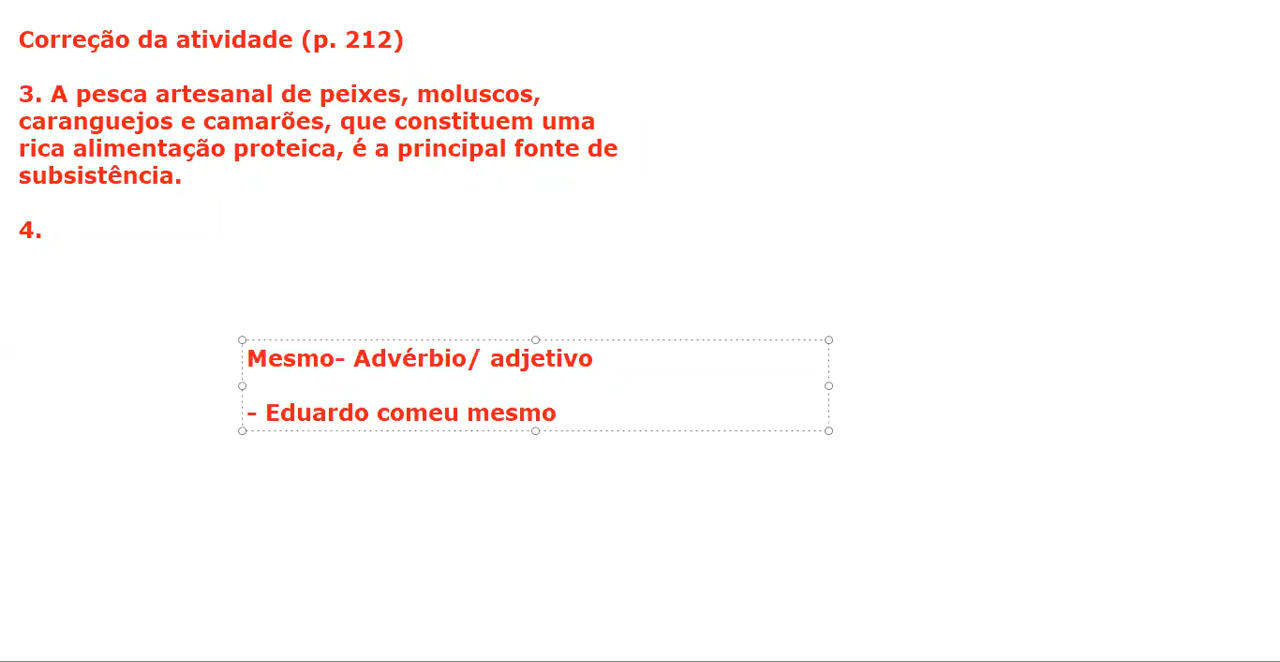 Correção da atividade (p. 212)
3. A pesca artesanal de peixes, moluscos,
caranguejos e camarões, que constituem uma
rica alimentação proteica, é a principal fonte de
subsistência.
4.
Mesmo- Advérbio/ adjetivo
- Eduardo comeu mesmo